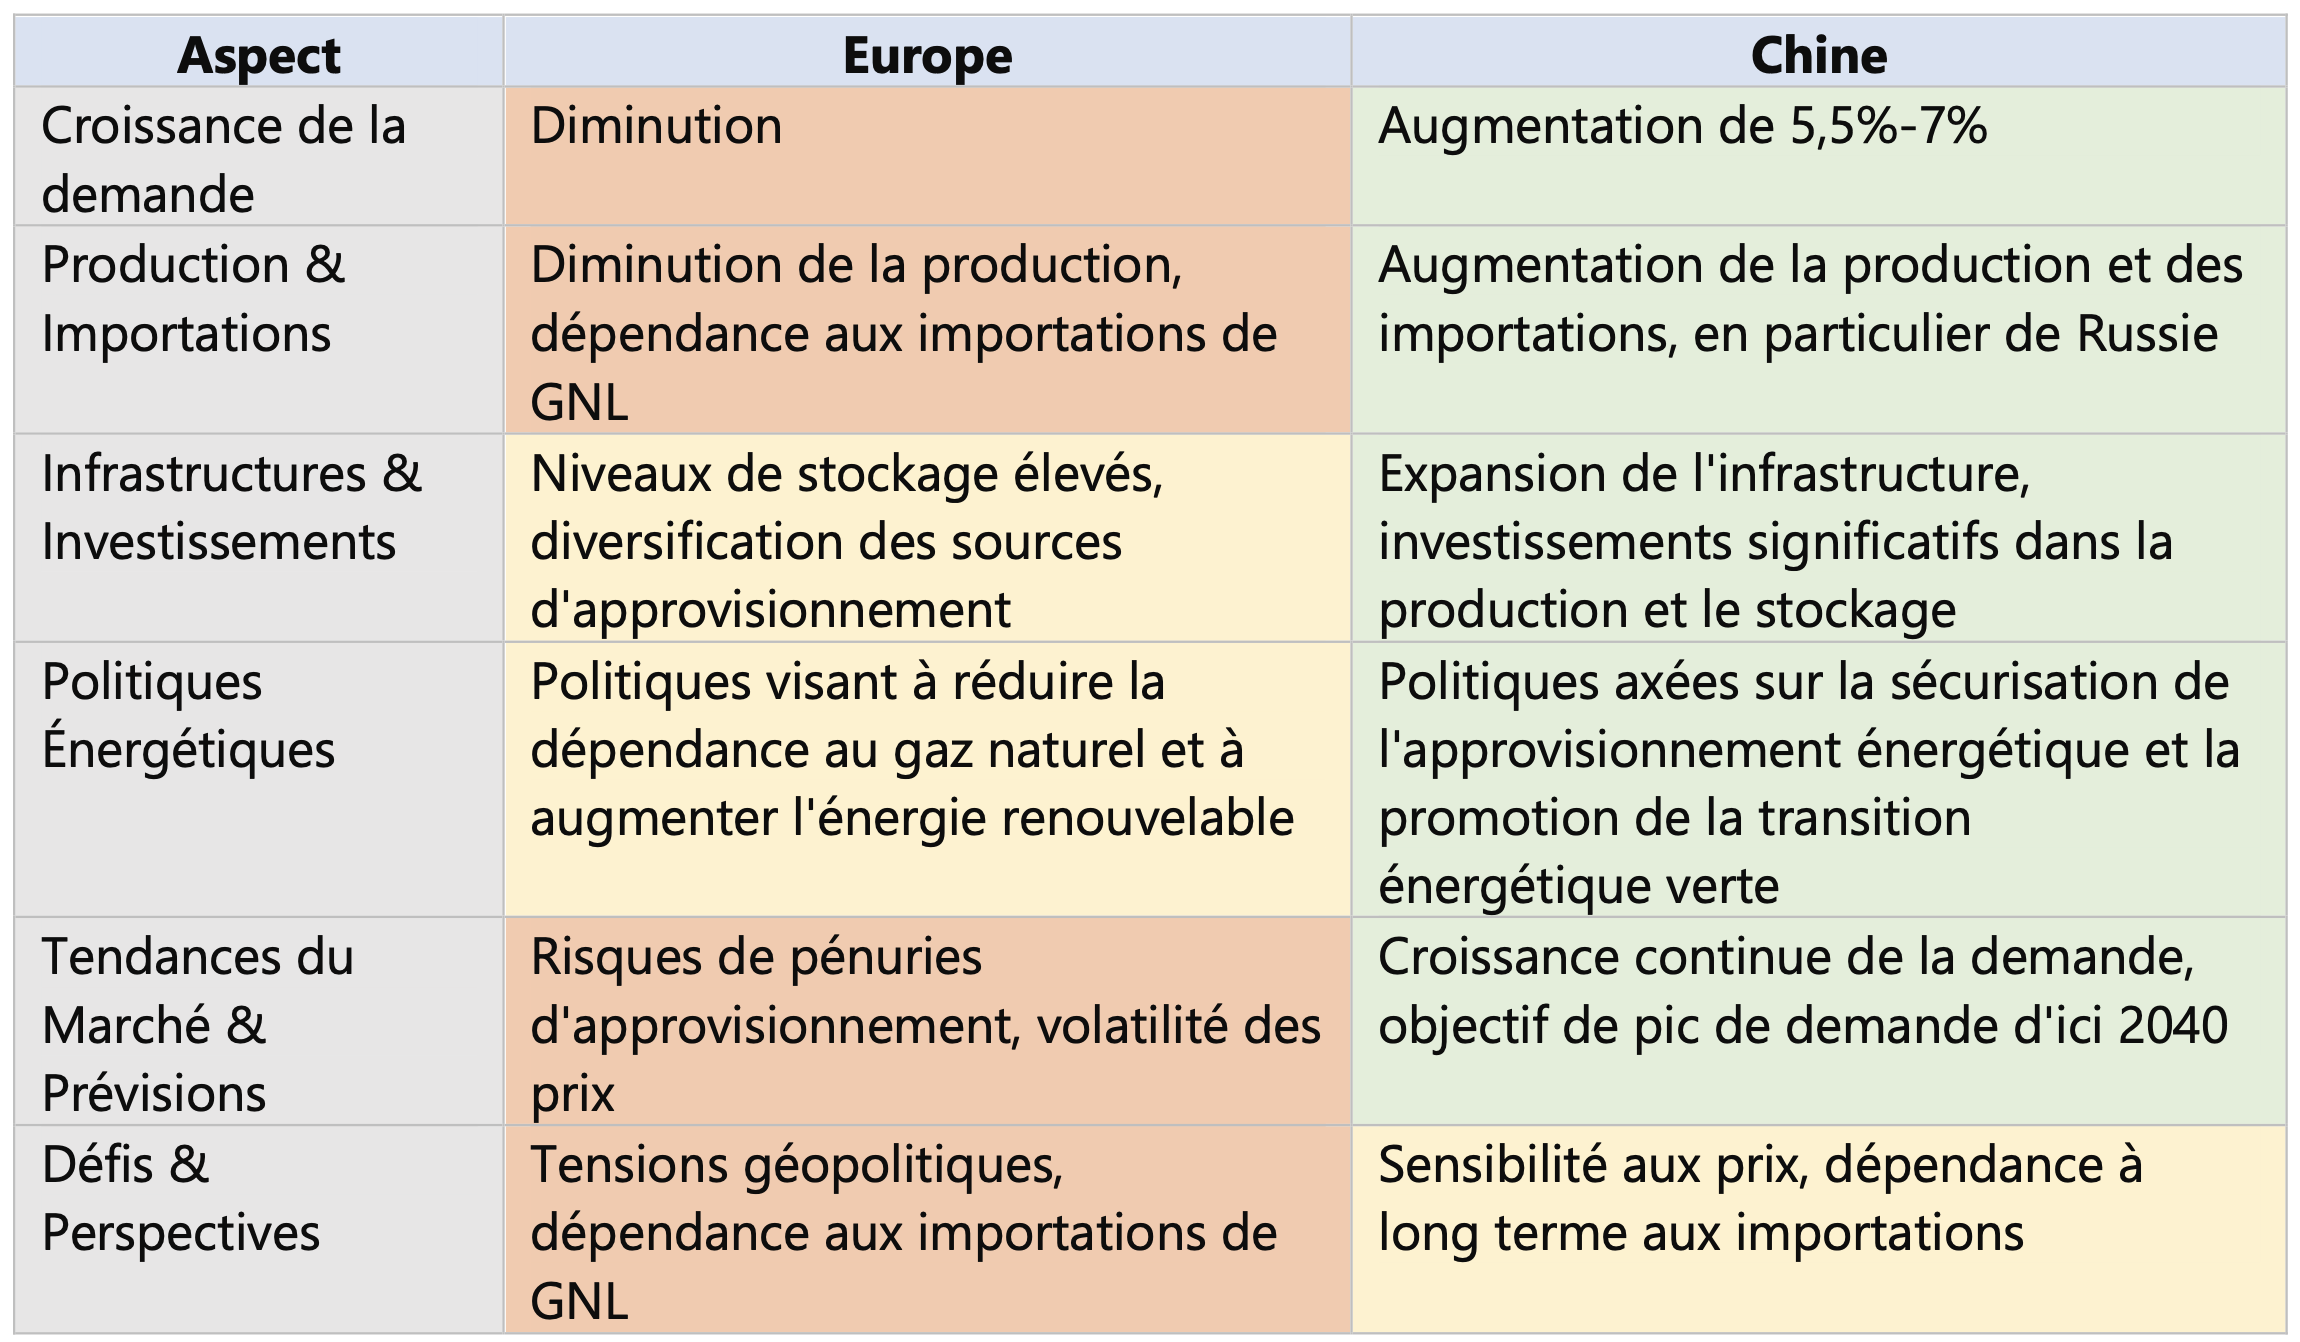 Aspect
Europe
Chine
Croissance de la
demande
Diminution
Augmentation de 5,5%-7%
Production &
Importations
Diminution de la production,
dépendance aux importations de
GNL
Augmentation de la production et des
importations, en particulier de Russie
Infrastructures &
Investissements
Niveaux de stockage élevés,
diversification des sources
d'approvisionnement
Expansion de l'infrastructure,
investissements significatifs dans la
production et le stockage
Politiques
Énergétiques
Politiques visant à réduire la
dépendance au gaz naturel et à
augmenter l'énergie renouvelable
Politiques axées sur la sécurisation de
l'approvisionnement énergétique et la
promotion de la transition
énergétique verte
Tendances du
Marché &
Prévisions
Risques de pénuries
d'approvisionnement, volatilité des
prix
Croissance continue de la demande,
objectif de pic de demande d'ici 2040
Défis &
Perspectives
Tensions géopolitiques,
dépendance aux importations de
GNL
Sensibilité aux prix, dépendance à
long terme aux importations